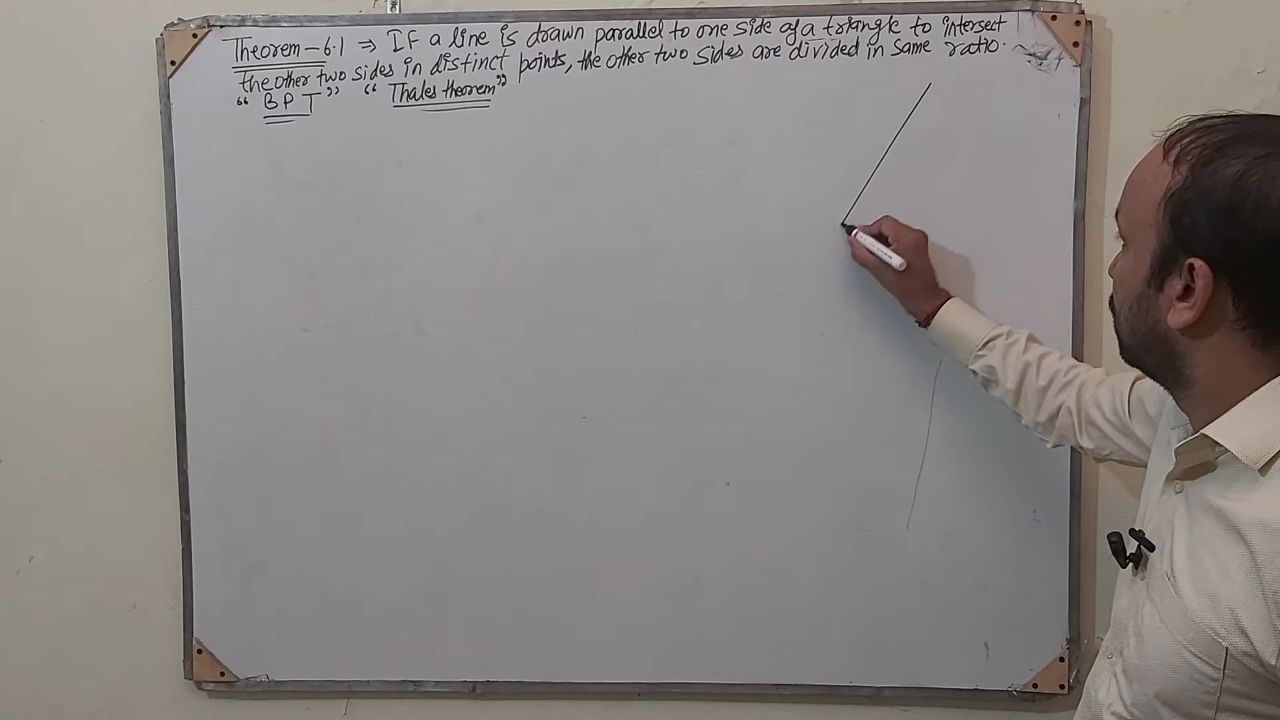 Theorem-6.1 ⇒ If a line is drawn parallel to one side of a triangle to intersect
the other two sides in distinct points, the other two sides are divided in same ratio.
"BPT" "Thales theorem"